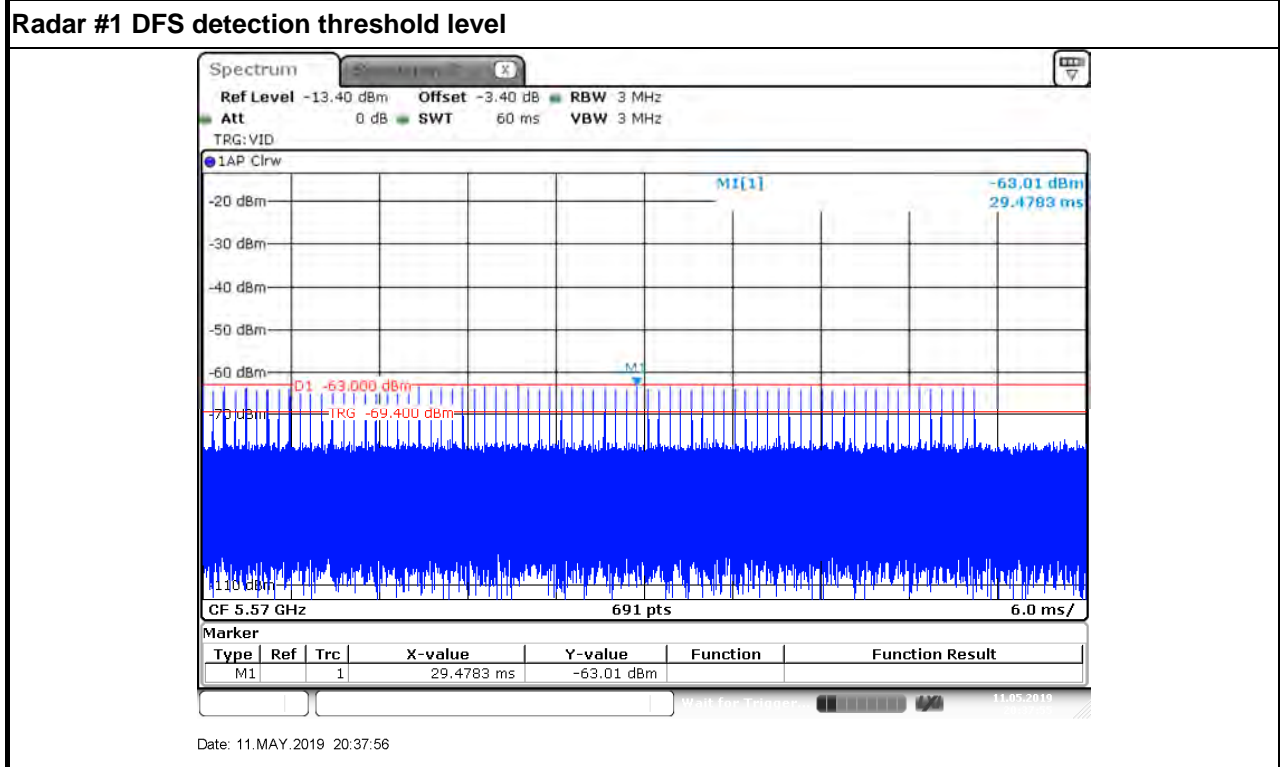 Radar #1 DFS detection threshold level
Spectrum X
Ref Level -13.40 dBm Offset -3.40 dB RBW 3 MHz
Att 0 dB SWT 60 ms VBW 3 MHz
TRG:VID
1AP Clrw
M1[1] -63.01 dBm
29.4783 ms
-20 dBm
-30 dBm
-40 dBm
-50 dBm
-60 dBm
M1
D1 -63.000 dBm
-70 dBm
TRG -69.400 dBm
-110 dBm
CF 5.57 GHz 691 pts 6.0 ms/
Marker
Type Ref Trc X-value Y-value Function Function Result
M1 1 29.4783 ms -63.01 dBm
Wait for Trigger... 11.05.2019
Date: 11.MAY.2019 20:37:56